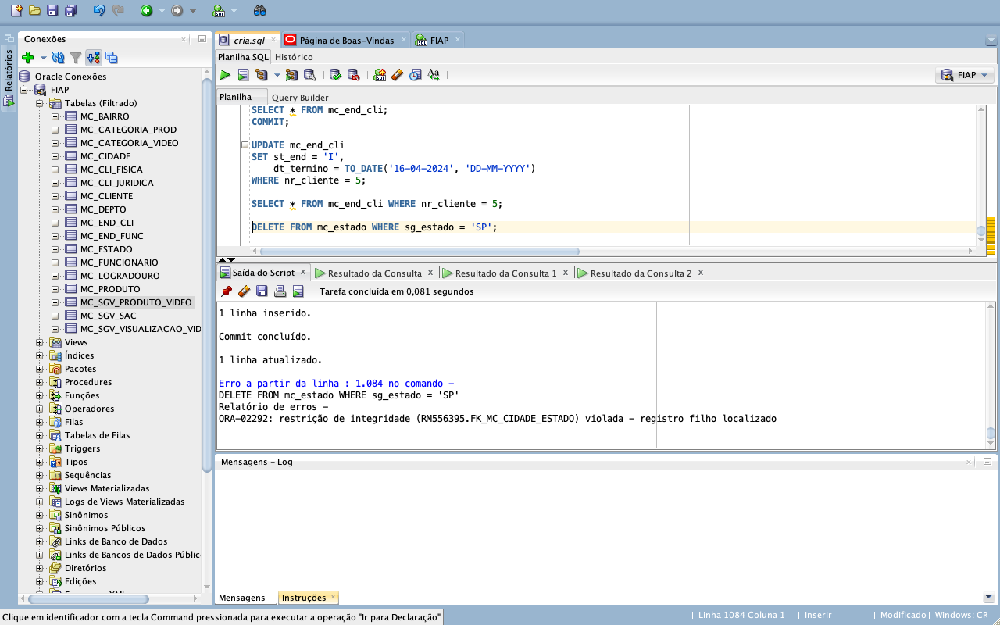 Conexões
Relatórios
Oracle Conexões
FIAP
Tabelas (Filtrado)
MC_BAIRRO
MC_CATEGORIA_PROD
MC_CATEGORIA_VIDEO
MC_CIDADE
MC_CLI_FISICA
MC_CLI_JURIDICA
MC_CLIENTE
MC_DEPTO
MC_END_CLI
MC_END_FUNC
MC_ESTADO
MC_FUNCIONARIO
MC_LOGRADOURO
MC_PRODUTO
MC_SGV_PRODUTO_VIDEO
MC_SGV_SAC
MC_SGV_VISUALIZACAO_VID
Views
Índices
Pacotes
Procedures
Funções
Operadores
Filas
Tabelas de Filas
Triggers
Tipos
Sequências
Views Materializadas
Logs de Views Materializadas
Sinônimos
Sinônimos Públicos
Links de Banco de Dados
Links de Bancos de Dados Públic
Diretórios
Edições
cria.sql
Página de Boas-Vindas
FIAP
Planilha SQL
Histórico
FIAP
Planilha
Query Builder
SELECT * FROM mc_end_cli;
COMMIT;
UPDATE mc_end_cli
SET st_end = 'I',
dt_termino = TO_DATE('16-04-2024', 'DD-MM-YYYY')
WHERE nr_cliente = 5;
SELECT * FROM mc_end_cli WHERE nr_cliente = 5;
DELETE FROM mc_estado WHERE sg_estado = 'SP';
Saída do Script
Resultado da Consulta
Resultado da Consulta 1
Resultado da Consulta 2
Tarefa concluída em 0,081 segundos
1 linha inserido.
Commit concluído.
1 linha atualizado.
Erro a partir da linha : 1.084 no comando -
DELETE FROM mc_estado WHERE sg_estado = 'SP'
Relatório de erros -
ORA-02292: restrição de integridade (RM556395.FK_MC_CIDADE_ESTADO) violada - registro filho localizado
Mensagens - Log
Mensagens
Instruções
Clique em identificador com a tecla Command pressionada para executar a operação "Ir para Declaração"
Linha 1084 Coluna 1
Inserir
Modificado
Windows: CR